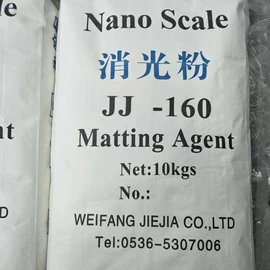 Nano Scale
消光粉
JJ -160
Matting Agent
Net:10kgs
No.:
WEIFANG JIEJIA CO.,LTD
Tel:0536-5307006